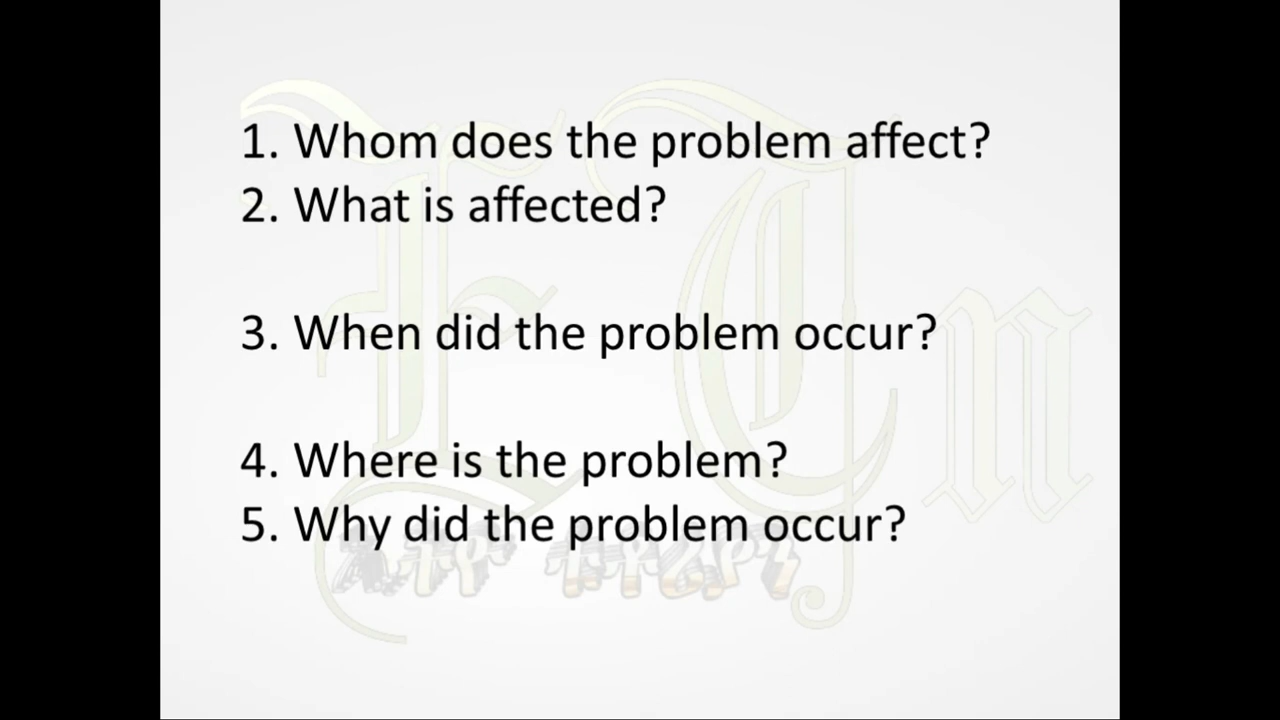 1. Whom does the problem affect?
2. What is affected?
3. When did the problem occur?
4. Where is the problem?
5. Why did the problem occur?